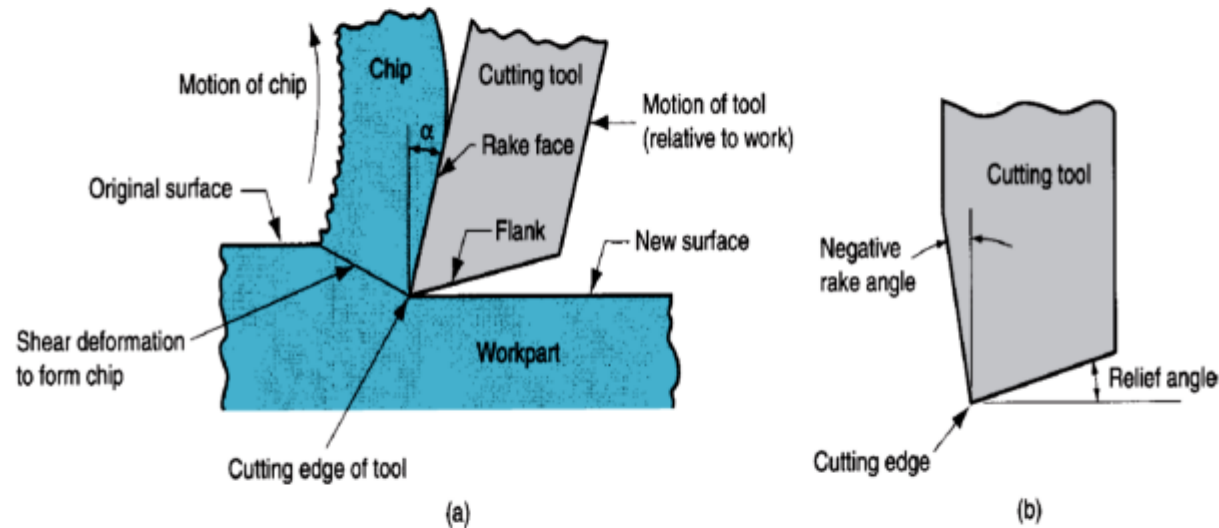 Chip
Cutting tool
Motion of chip
Motion of tool
(relative to work)
α
Rake face
Original surface
Flank
New surface
Shear deformation
to form chip
Workpart
Cutting edge of tool
(a)
Cutting tool
Negative
rake angle
Relief angle
Cutting edge
(b)